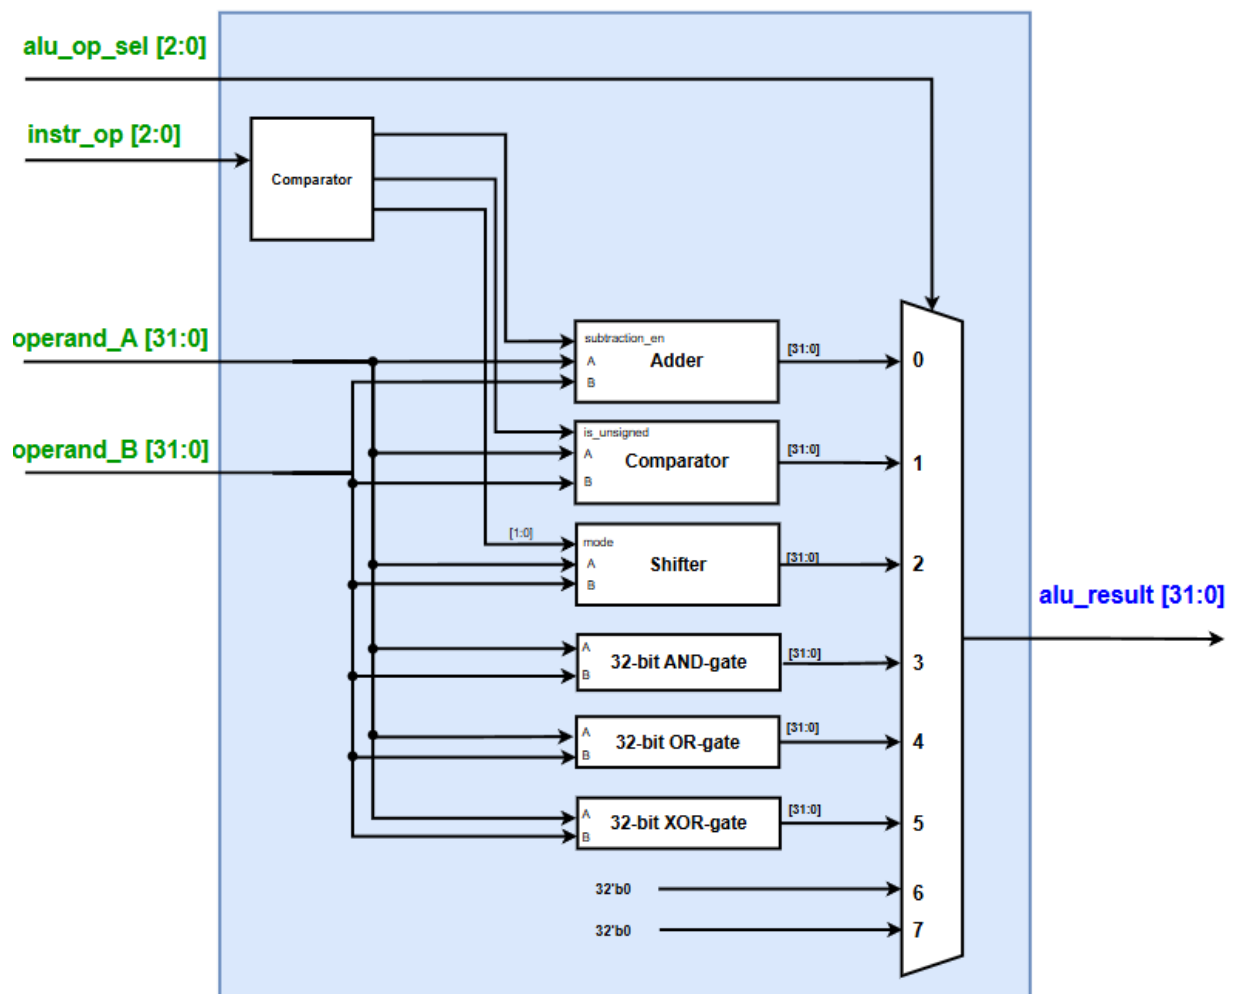 alu_op_sel [2:0]
instr_op [2:0]
Comparator
operand_A [31:0]
subtraction_en
A
B
Adder
[31:0]
0
operand_B [31:0]
is_unsigned
A
B
Comparator
[31:0]
1
[1:0]
mode
A
B
Shifter
[31:0]
2
alu_result [31:0]
A
B
32-bit AND-gate
[31:0]
3
A
B
32-bit OR-gate
[31:0]
4
A
B
32-bit XOR-gate
[31:0]
5
32'b0
6
32'b0
7